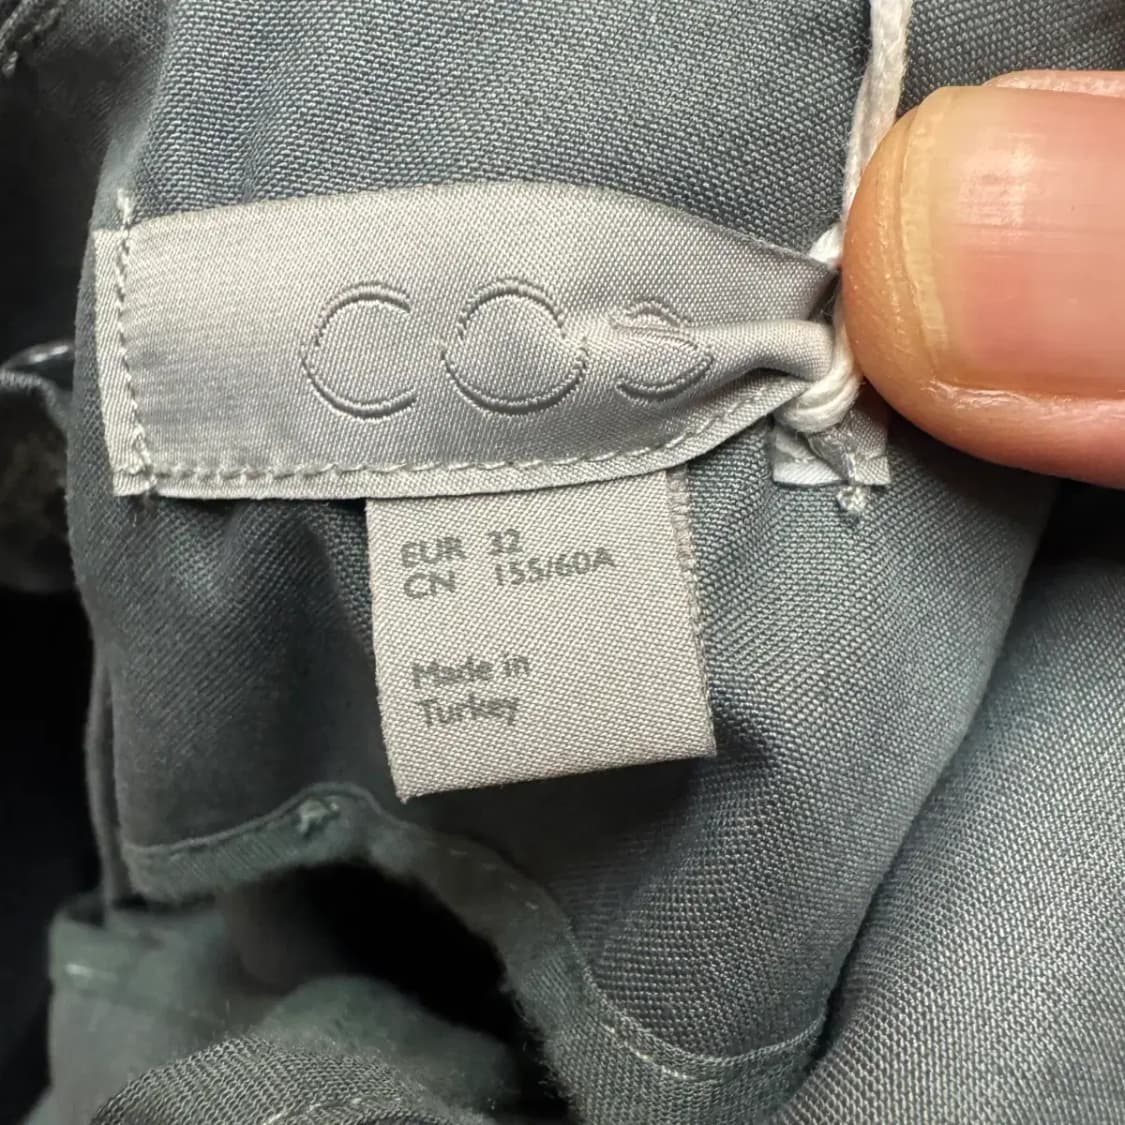 COS
EUR 32
CN 155/60A
Made in
Turkey